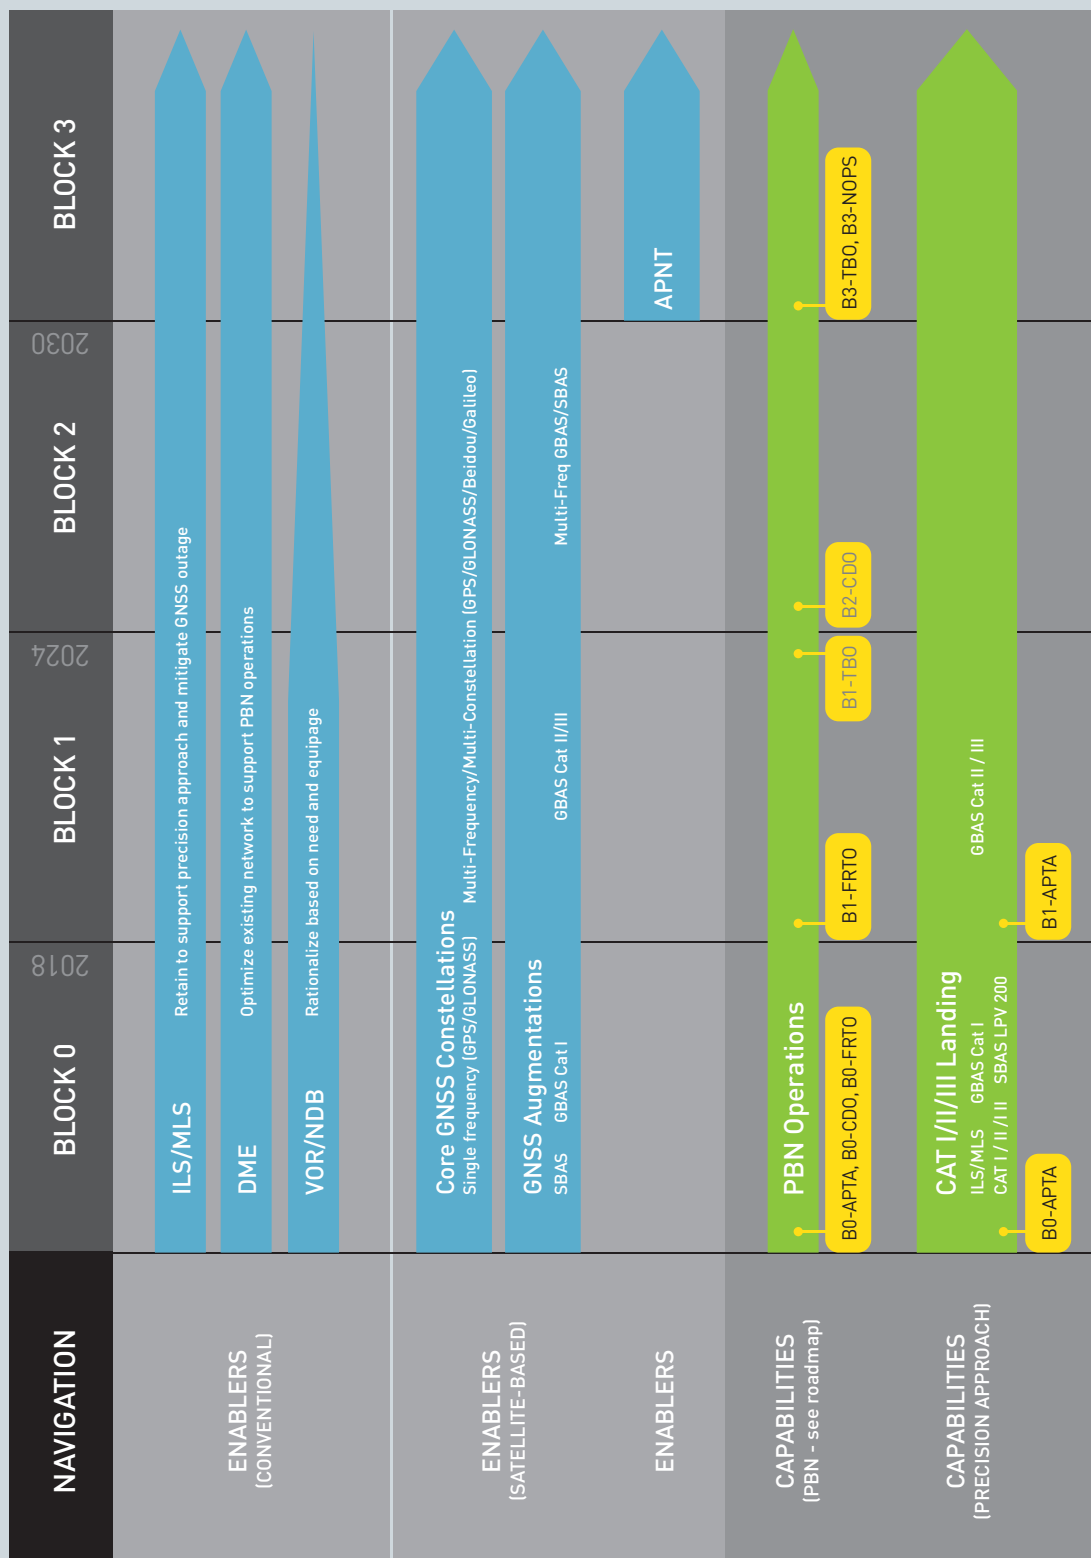 NAVIGATION
BLOCK 0
2018
BLOCK 1
2024
BLOCK 2
2030
BLOCK 3
ENABLERS
(CONVENTIONAL)
ILS/MLS
Retain to support precision approach and mitigate GNSS outage
DME
Optimize existing network to support PBN operations
VOR/NDB
Rationalize based on need and equipage
ENABLERS
(SATELLITE-BASED)
Core GNSS Constellations
Single frequency (GPS/GLONASS)
Multi-Frequency/Multi-Constellation (GPS/GLONASS/Beidou/Galileo)
GNSS Augmentations
SBAS GBAS Cat I
GBAS Cat II/III
Multi-Freq GBAS/SBAS
ENABLERS
APNT
CAPABILITIES
(PBN - see roadmap)
PBN Operations
B0-APTA, B0-CDO, B0-FRTO
B1-FRTO
B1-TBO
B2-CDO
B3-TBO, B3-NOPS
CAPABILITIES
(PRECISION APPROACH)
CAT I/II/III Landing
ILS/MLS GBAS Cat I
GBAS Cat II / III
CAT I / II / III SBAS LPV 200
B0-APTA
B1-APTA